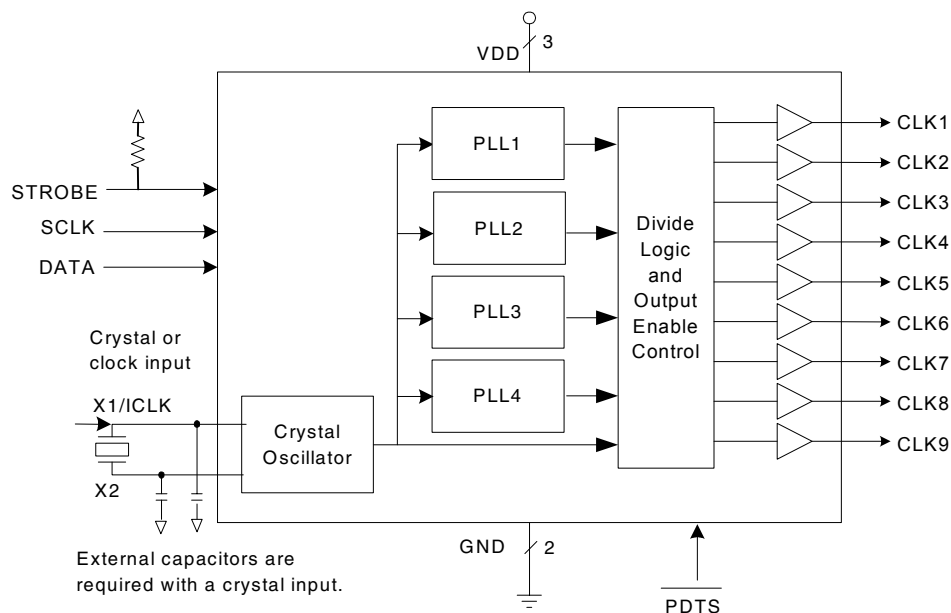 VDD
3
STROBE
SCLK
DATA
Crystal or
clock input
X1/ICLK
X2
External capacitors are
required with a crystal input.
Crystal
Oscillator
PLL1
PLL2
PLL3
PLL4
Divide
Logic
and
Output
Enable
Control
CLK1
CLK2
CLK3
CLK4
CLK5
CLK6
CLK7
CLK8
CLK9
GND
2
PDTS